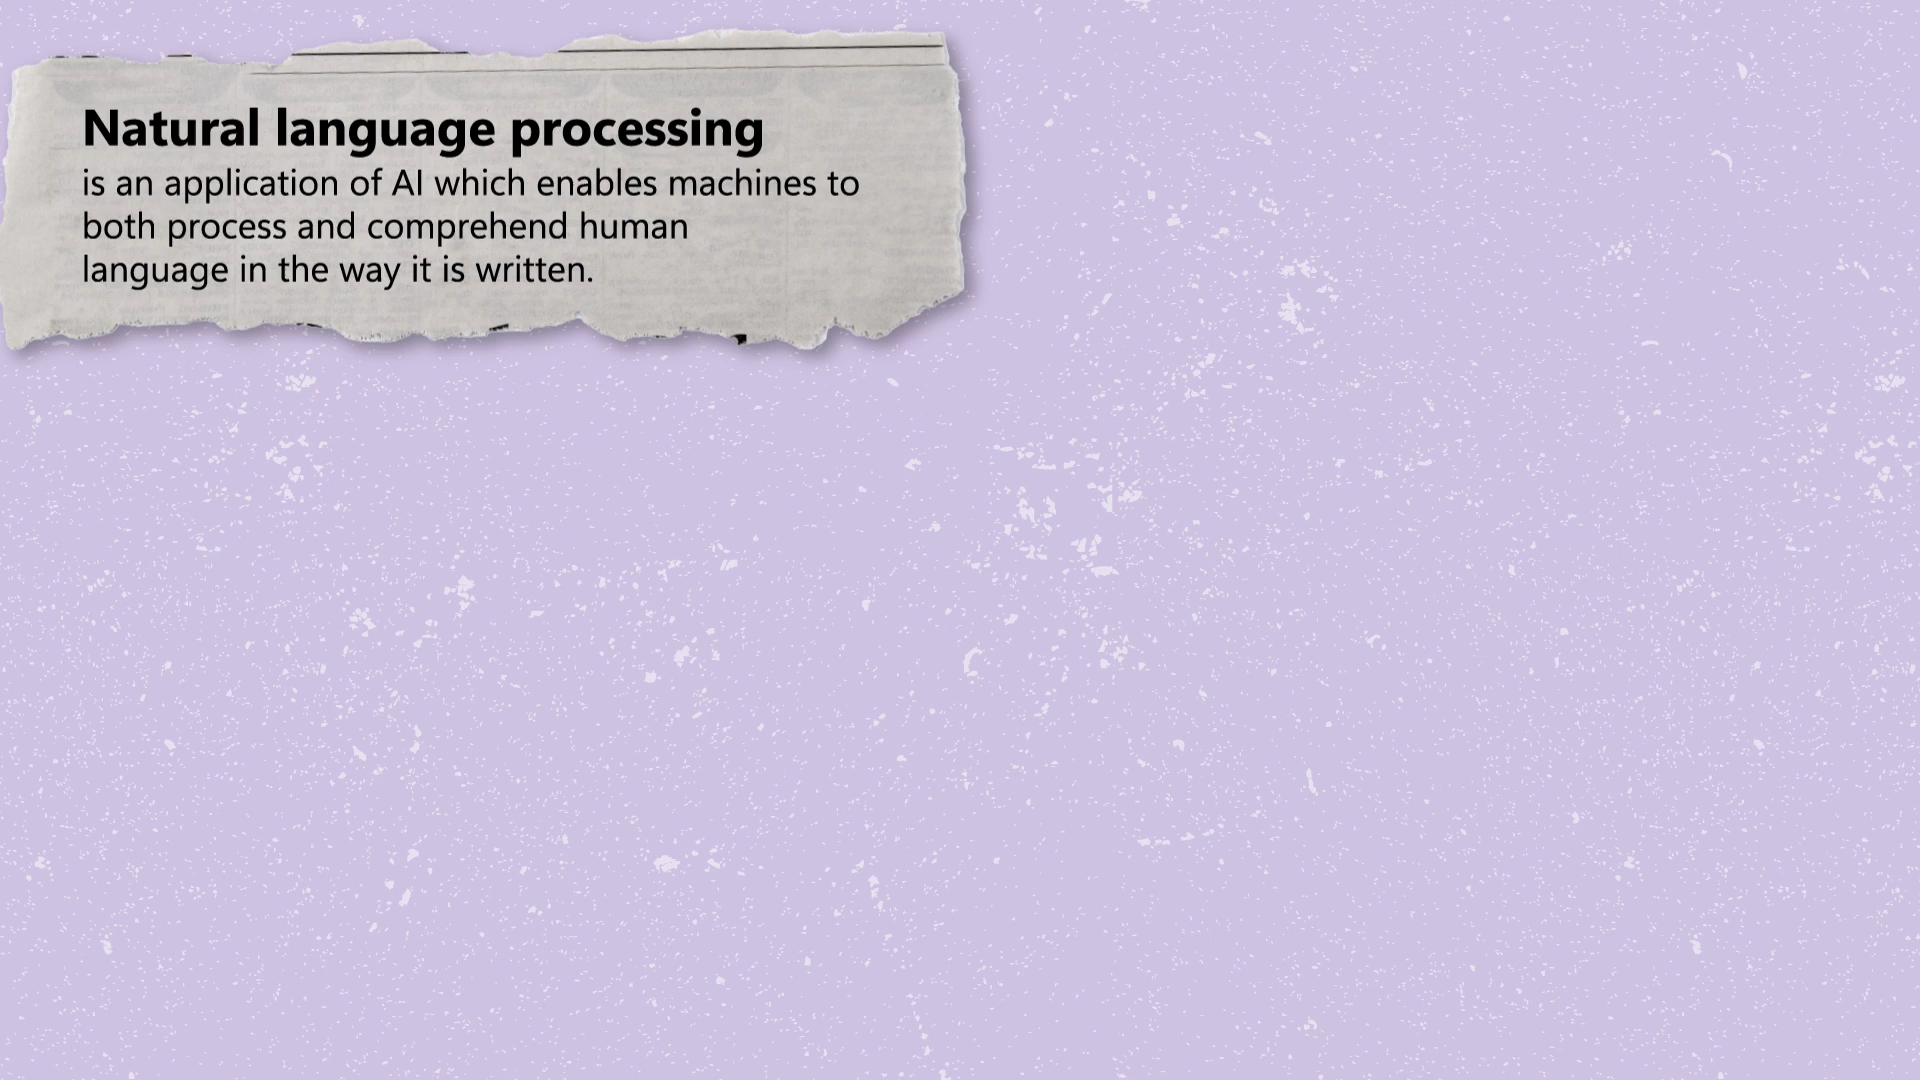 Natural language processing
is an application of AI which enables machines to
both process and comprehend human
language in the way it is written.